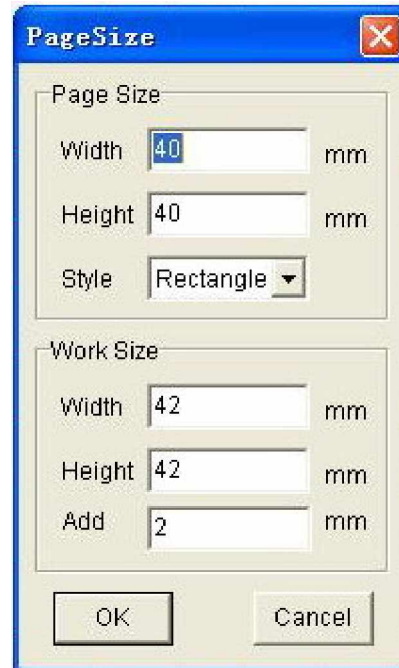 PageSize
Page Size
Width 40 mm
Height 40 mm
Style Rectangle
Work Size
Width 42 mm
Height 42 mm
Add 2 mm
OK Cancel